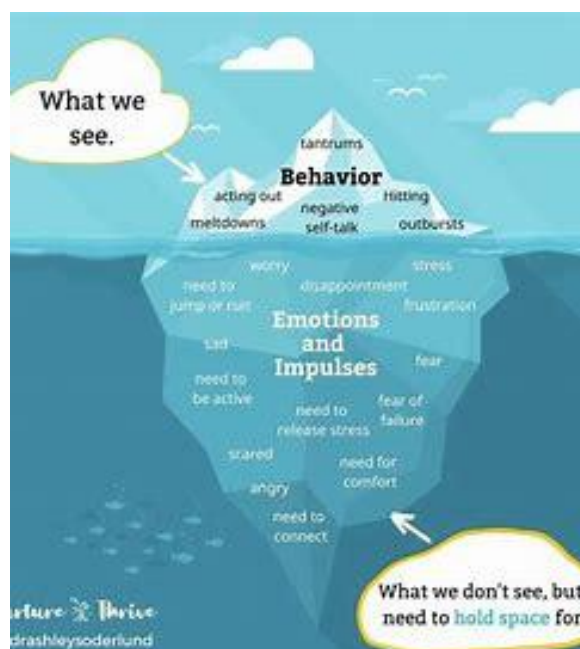 What we
see.
tantrums
Behavior
acting out
Hitting
negative
self-talk
meltdowns
outbursts
worry
stress
need to
jump or run
disappointment
frustration
Emotions
and
Impulses
sad
fear
need to
be active
need to
release stress
fear of
failure
scared
need for
comfort
angry
need to
connect
What we don't see, but
need to hold space for
urture Thrive
drashleysoderlund